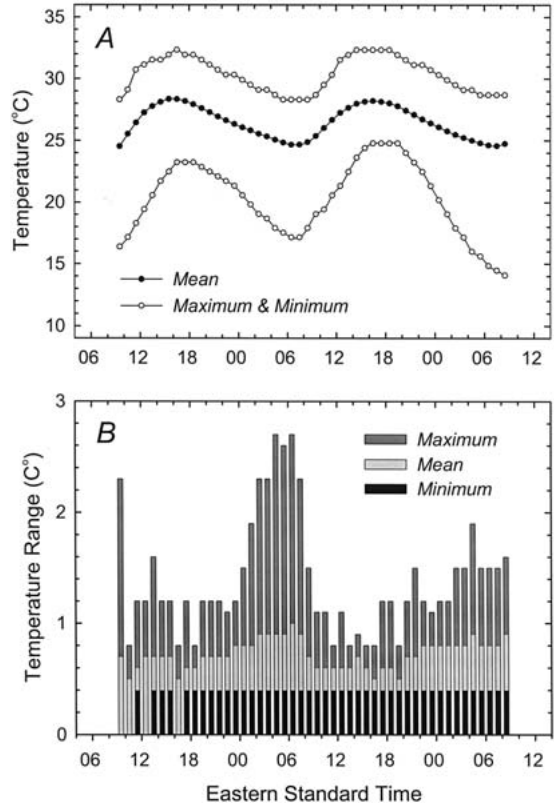 35
30
25
20
15
10
Temperature (°C)
A
Mean
Maximum & Minimum
06 12 18 00 06 12 18 00 06 12
3
2
1
0
Temperature Range (C°)
B
Maximum
Mean
Minimum
06 12 18 00 06 12 18 00 06 12
Eastern Standard Time